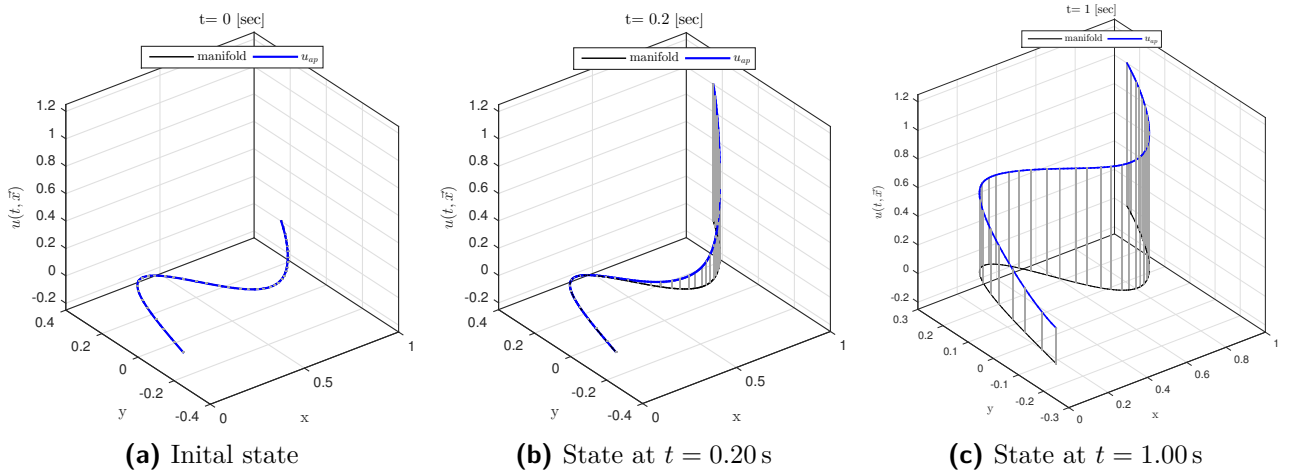 t= 0 [sec]
manifold u_ap
1.2
1
0.8
0.6
0.4
0.2
0
-0.2
u(t, x⃗)
0.4
0.2
0
-0.2
-0.4
y
0
0.5
1
x
(a) Inital state
t= 0.2 [sec]
manifold u_ap
1.2
1
0.8
0.6
0.4
0.2
0
-0.2
u(t, x⃗)
0.4
0.2
0
-0.2
-0.4
y
0
0.5
1
x
(b) State at t = 0.20 s
t= 1 [sec]
manifold u_ap
1.2
1
0.8
0.6
0.4
0.2
0
-0.2
u(t, x⃗)
0.3
0.2
0.1
0
-0.1
-0.2
-0.3
y
0
0.2
0.4
0.6
0.8
1
x
(c) State at t = 1.00 s